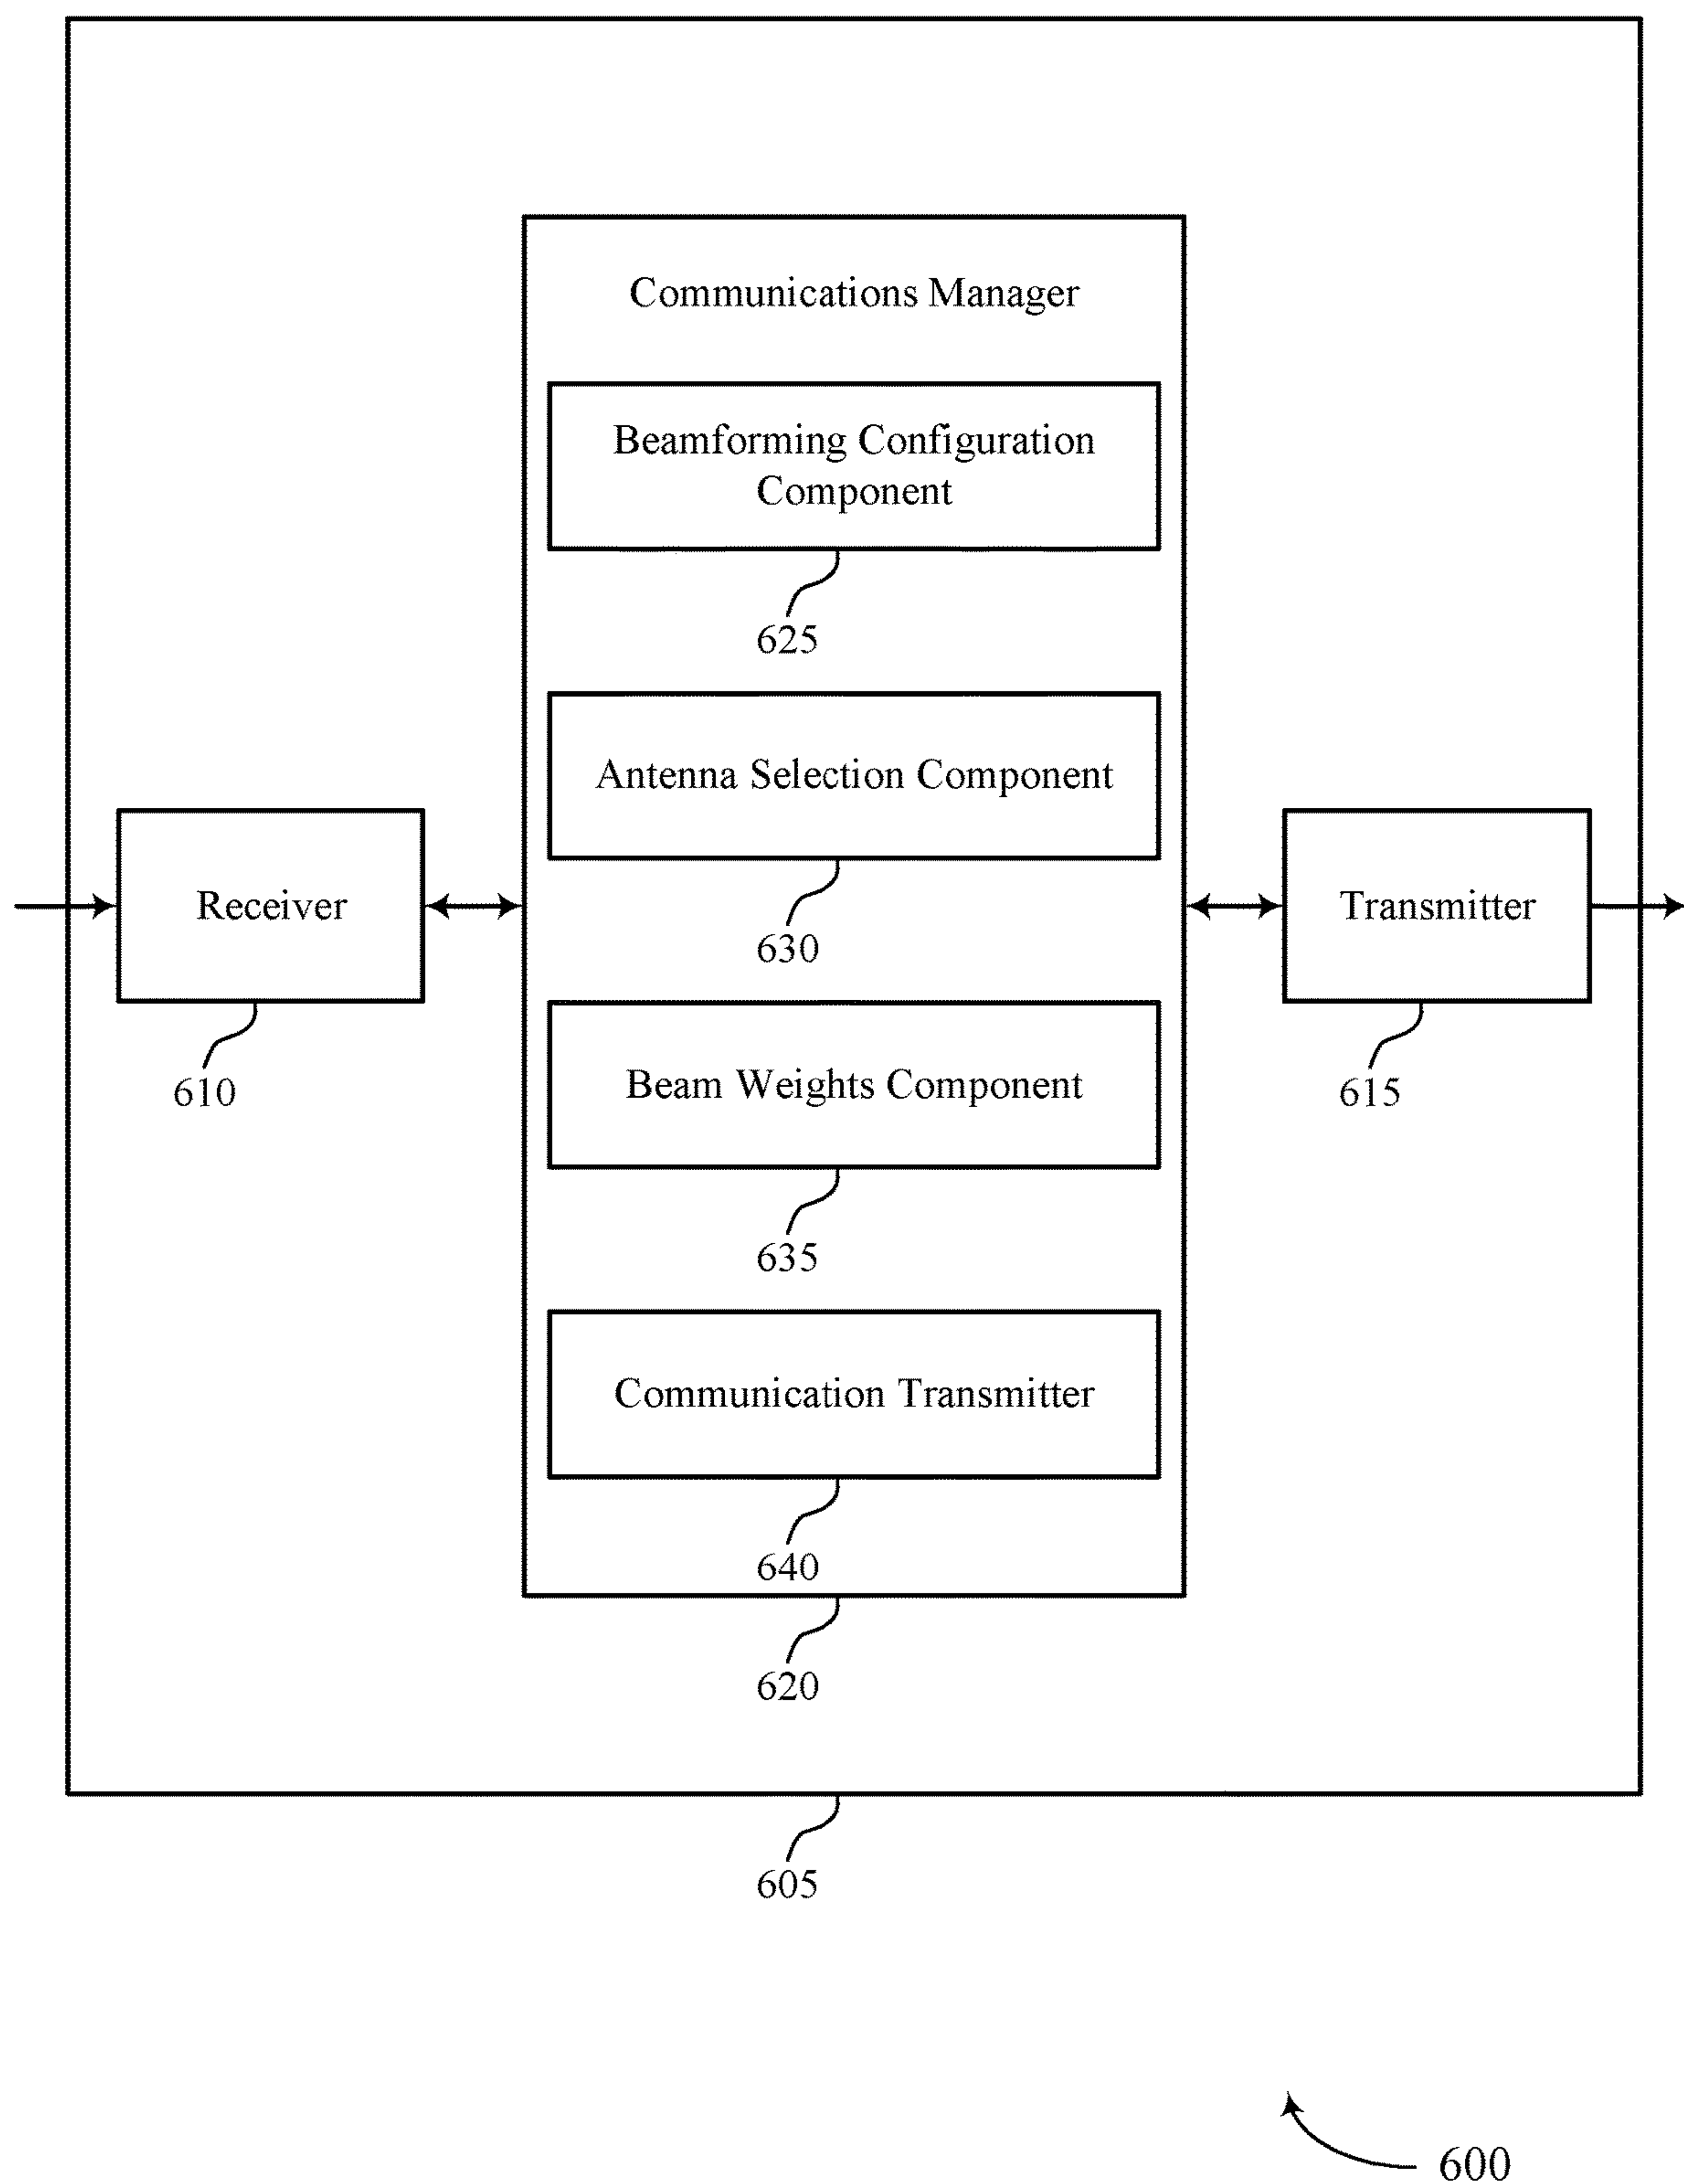 Communications Manager
Beamforming Configuration
Component
625
Antenna Selection Component
630
Receiver
610
Transmitter
615
Beam Weights Component
635
Communication Transmitter
640
620
605
600